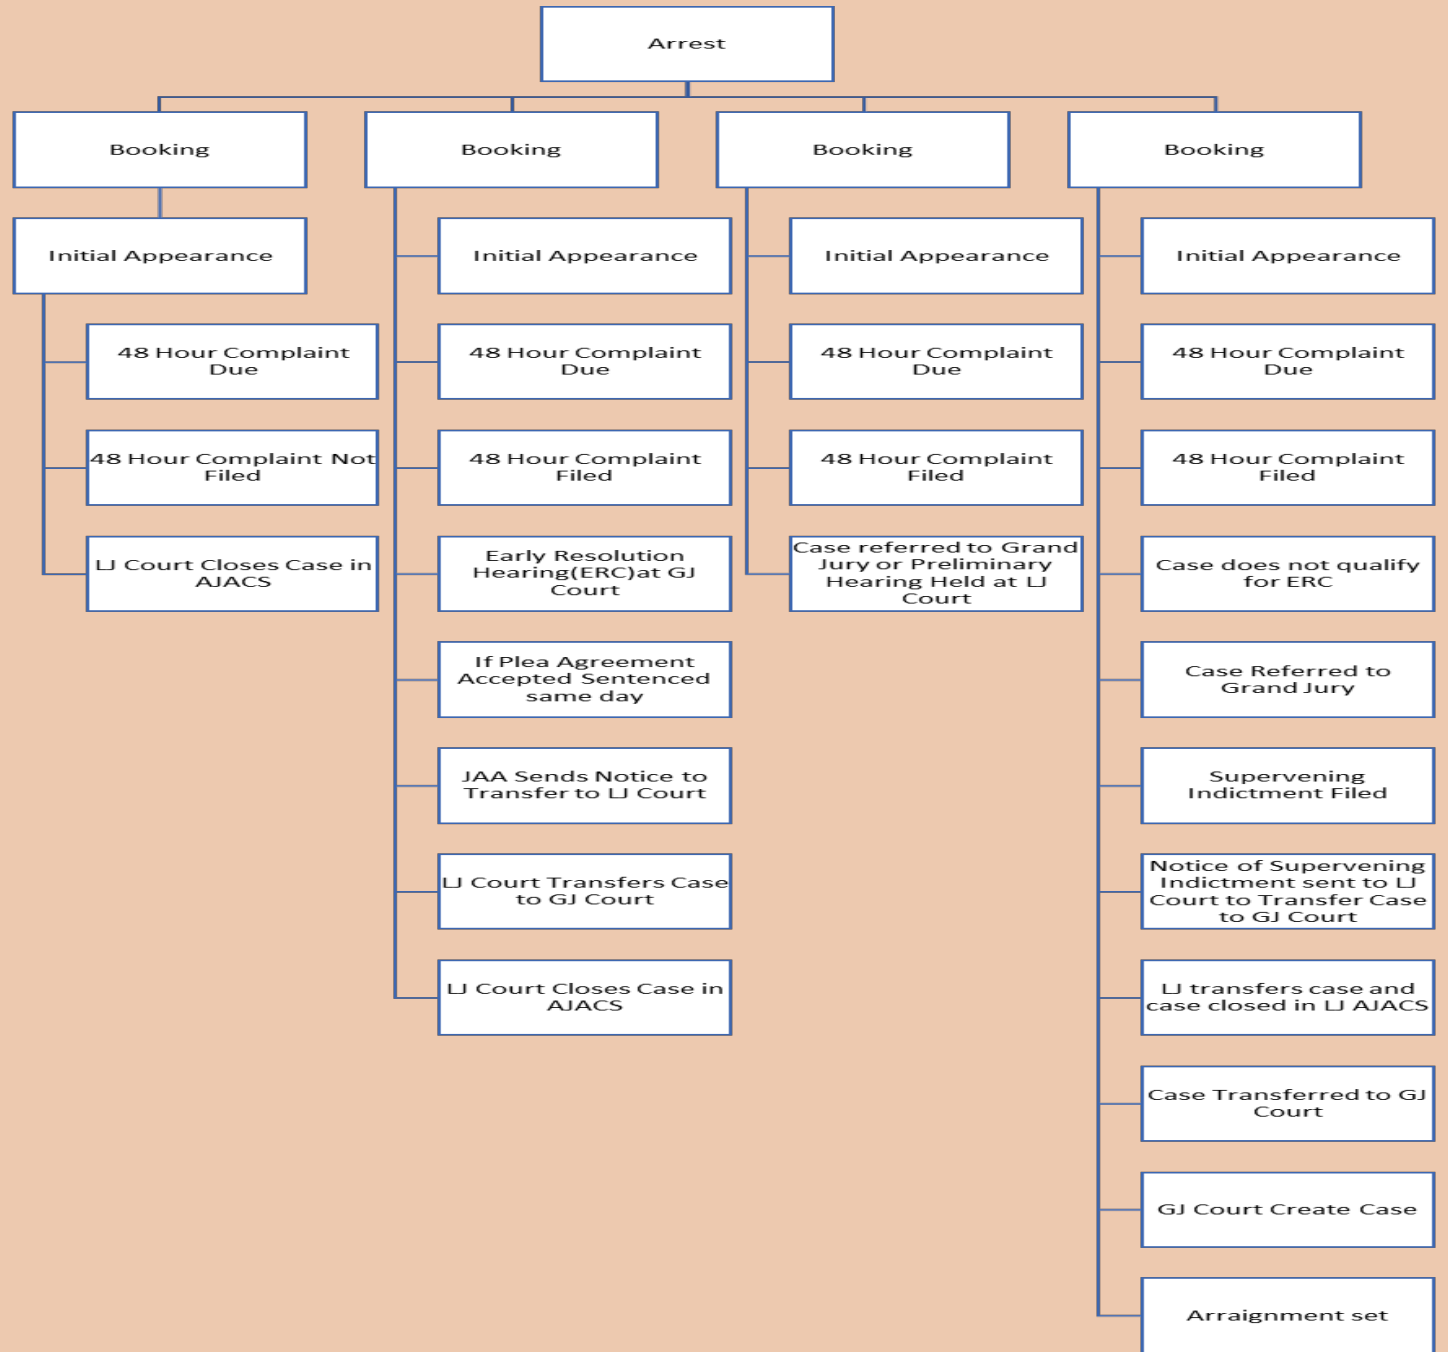 Arrest
Booking
Initial Appearance
48 Hour Complaint
Due
48 Hour Complaint Not
Filed
LJ Court Closes Case in
AJACS
Booking
Initial Appearance
48 Hour Complaint
Due
48 Hour Complaint
Filed
Early Resolution
Hearing(ERC)at GJ
Court
If Plea Agreement
Accepted Sentenced
same day
JAA Sends Notice to
Transfer to LJ Court
LJ Court Transfers Case
to GJ Court
LJ Court Closes Case in
AJACS
Booking
Initial Appearance
48 Hour Complaint
Due
48 Hour Complaint
Filed
Case referred to Grand
Jury or Preliminary
Hearing Held at LJ
Court
Booking
Initial Appearance
48 Hour Complaint
Due
48 Hour Complaint
Filed
Case does not qualify
for ERC
Case Referred to
Grand Jury
Supervening
Indictment Filed
Notice of Supervening
Indictment sent to LJ
Court to Transfer Case
to GJ Court
LJ transfers case and
case closed in LJ AJACS
Case Transferred to GJ
Court
GJ Court Create Case
Arraignment set